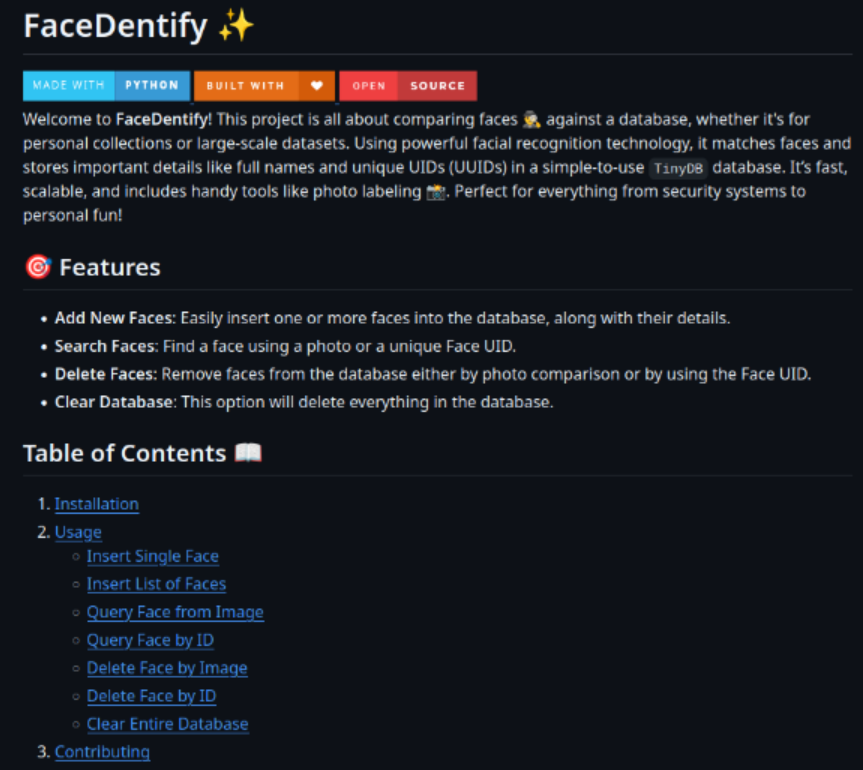 FaceDentify ✨
MADE WITH PYTHON BUILT WITH ♥ OPEN SOURCE
Welcome to FaceDentify! This project is all about comparing faces 🕵️ against a database, whether it's for
personal collections or large-scale datasets. Using powerful facial recognition technology, it matches faces and
stores important details like full names and unique UIDs (UUIDs) in a simple-to-use TinyDB database. It's fast,
scalable, and includes handy tools like photo labeling 📸. Perfect for everything from security systems to
personal fun!
🎯 Features
• Add New Faces: Easily insert one or more faces into the database, along with their details.
• Search Faces: Find a face using a photo or a unique Face UID.
• Delete Faces: Remove faces from the database either by photo comparison or by using the Face UID.
• Clear Database: This option will delete everything in the database.
Table of Contents 📖
1. Installation
2. Usage
○ Insert Single Face
○ Insert List of Faces
○ Query Face from Image
○ Query Face by ID
○ Delete Face by Image
○ Delete Face by ID
○ Clear Entire Database
3. Contributing